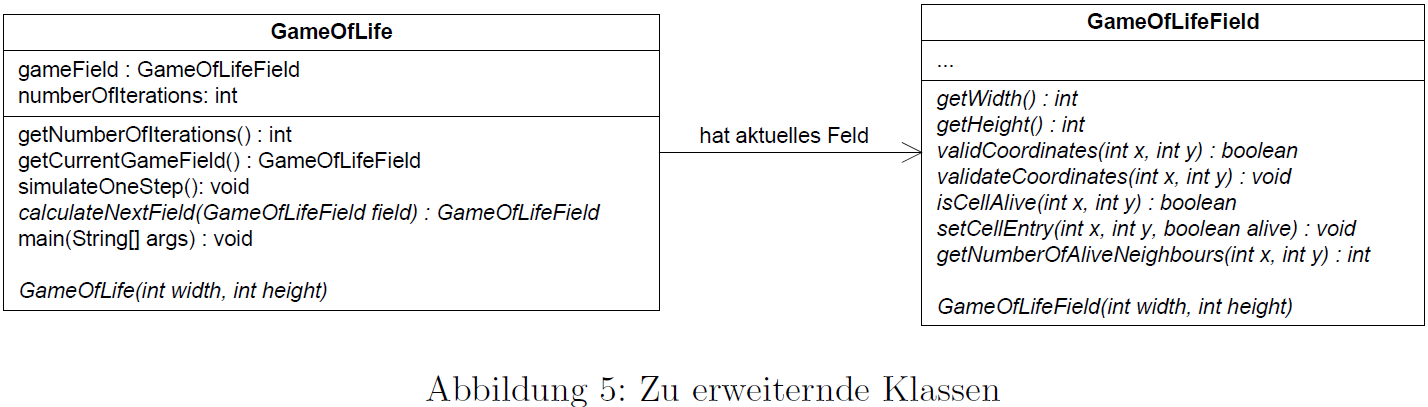 GameOfLife
gameField : GameOfLifeField
numberOfIterations: int
getNumberOfIterations() : int
getCurrentGameField() : GameOfLifeField
simulateOneStep(): void
calculateNextField(GameOfLifeField field) : GameOfLifeField
main(String[] args) : void
GameOfLife(int width, int height)
hat aktuelles Feld
GameOfLifeField
...
getWidth() : int
getHeight() : int
validCoordinates(int x, int y) : boolean
validateCoordinates(int x, int y) : void
isCellAlive(int x, int y) : boolean
setCellEntry(int x, int y, boolean alive) : void
getNumberOfAliveNeighbours(int x, int y) : int
GameOfLifeField(int width, int height)
Abbildung 5: Zu erweiternde Klassen